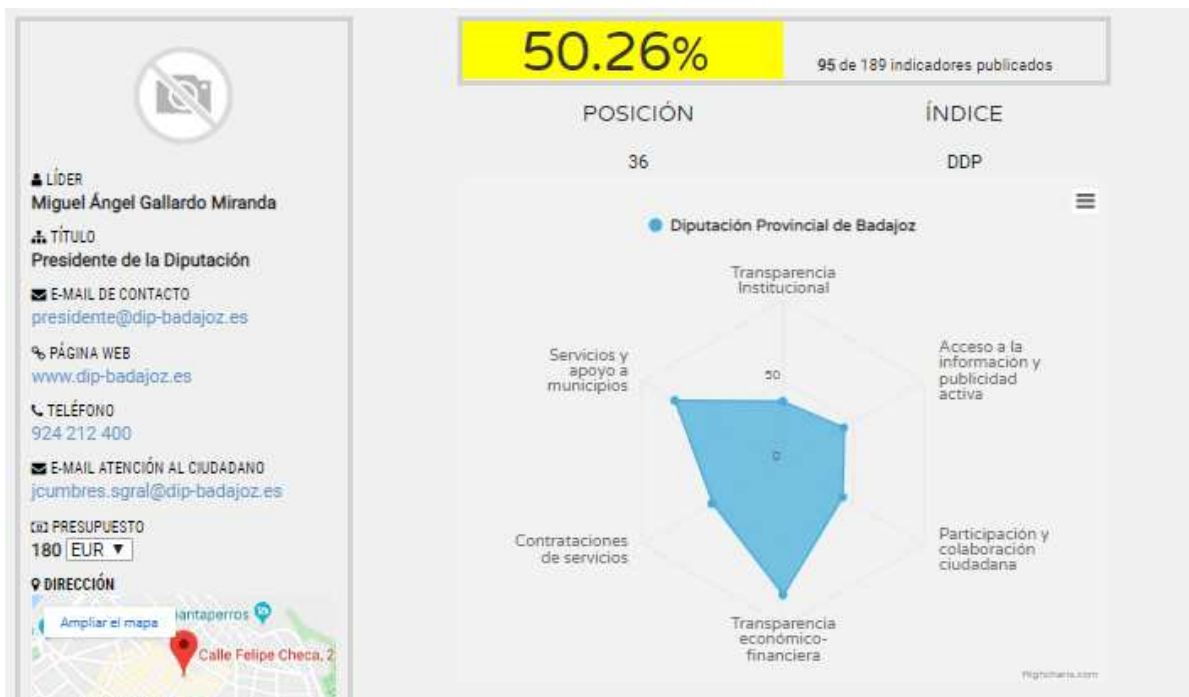 LÍDER
Miguel Ángel Gallardo Miranda
TÍTULO
Presidente de la Diputación
E-MAIL DE CONTACTO
presidente@dip-badajoz.es
PÁGINA WEB
www.dip-badajoz.es
TELÉFONO
924 212 400
E-MAIL ATENCIÓN AL CIUDADANO
jcumbres.sgral@dip-badajoz.es
PRESUPUESTO
180 EUR ▼
DIRECCIÓN
Ampliar el mapa
Calle Felipe Checa, 2
50.26%
95 de 189 indicadores publicados
POSICIÓN
ÍNDICE
36
DDP
Diputación Provincial de Badajoz
Transparencia
Institucional
Acceso a la
información y
publicidad
activa
Participación y
colaboración
ciudadana
Transparencia
económico-
financiera
Contrataciones
de servicios
Servicios y
apoyo a
municipios
50
0
Highcharts.com